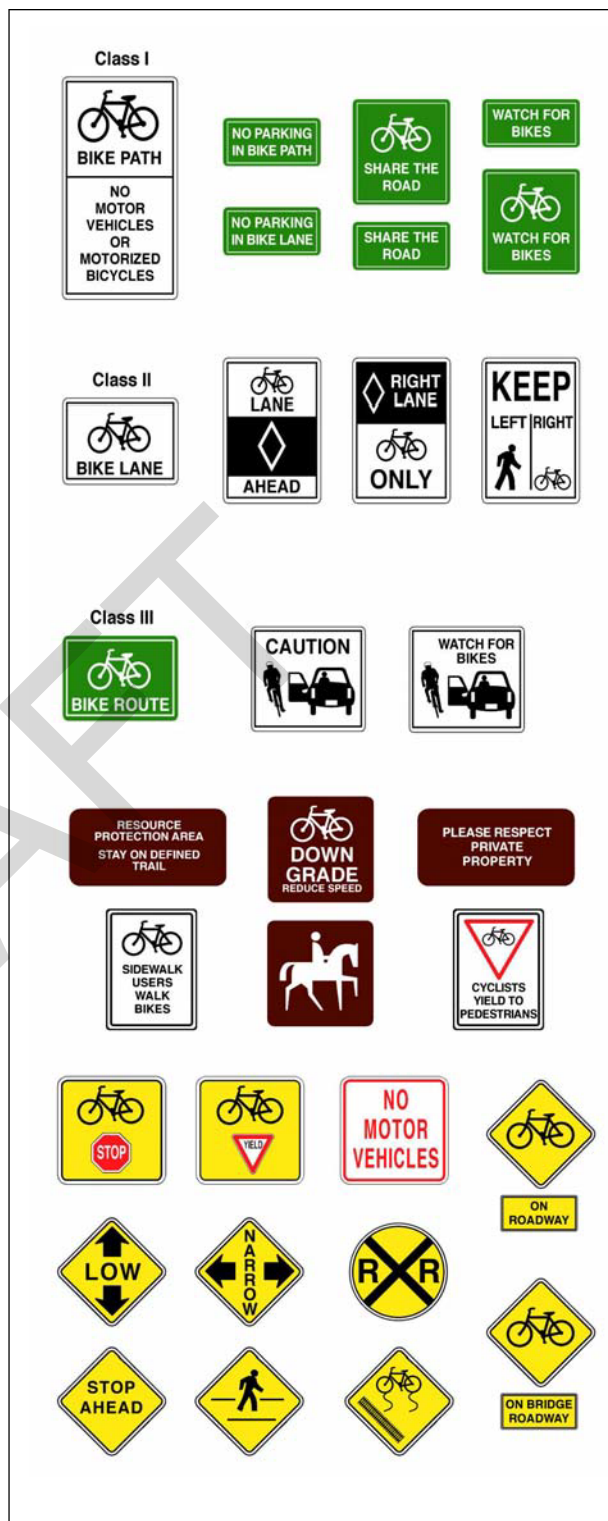 Class I
BIKE PATH
NO
MOTOR
VEHICLES
OR
MOTORIZED
BICYCLES
NO PARKING
IN BIKE PATH
NO PARKING
IN BIKE LANE
SHARE THE
ROAD
SHARE THE
ROAD
WATCH FOR
BIKES
WATCH FOR
BIKES
Class II
BIKE LANE
LANE
AHEAD
RIGHT
LANE
ONLY
KEEP
LEFT RIGHT
Class III
BIKE ROUTE
CAUTION
WATCH FOR
BIKES
RESOURCE
PROTECTION AREA
STAY ON DEFINED
TRAIL
DOWN
GRADE
REDUCE SPEED
PLEASE RESPECT
PRIVATE
PROPERTY
SIDEWALK
USERS
WALK
BIKES
CYCLISTS
YIELD TO
PEDESTRIANS
STOP
YIELD
NO
MOTOR
VEHICLES
ON
ROADWAY
LOW
NARROW
R R
STOP
AHEAD
ON BRIDGE
ROADWAY
AFT